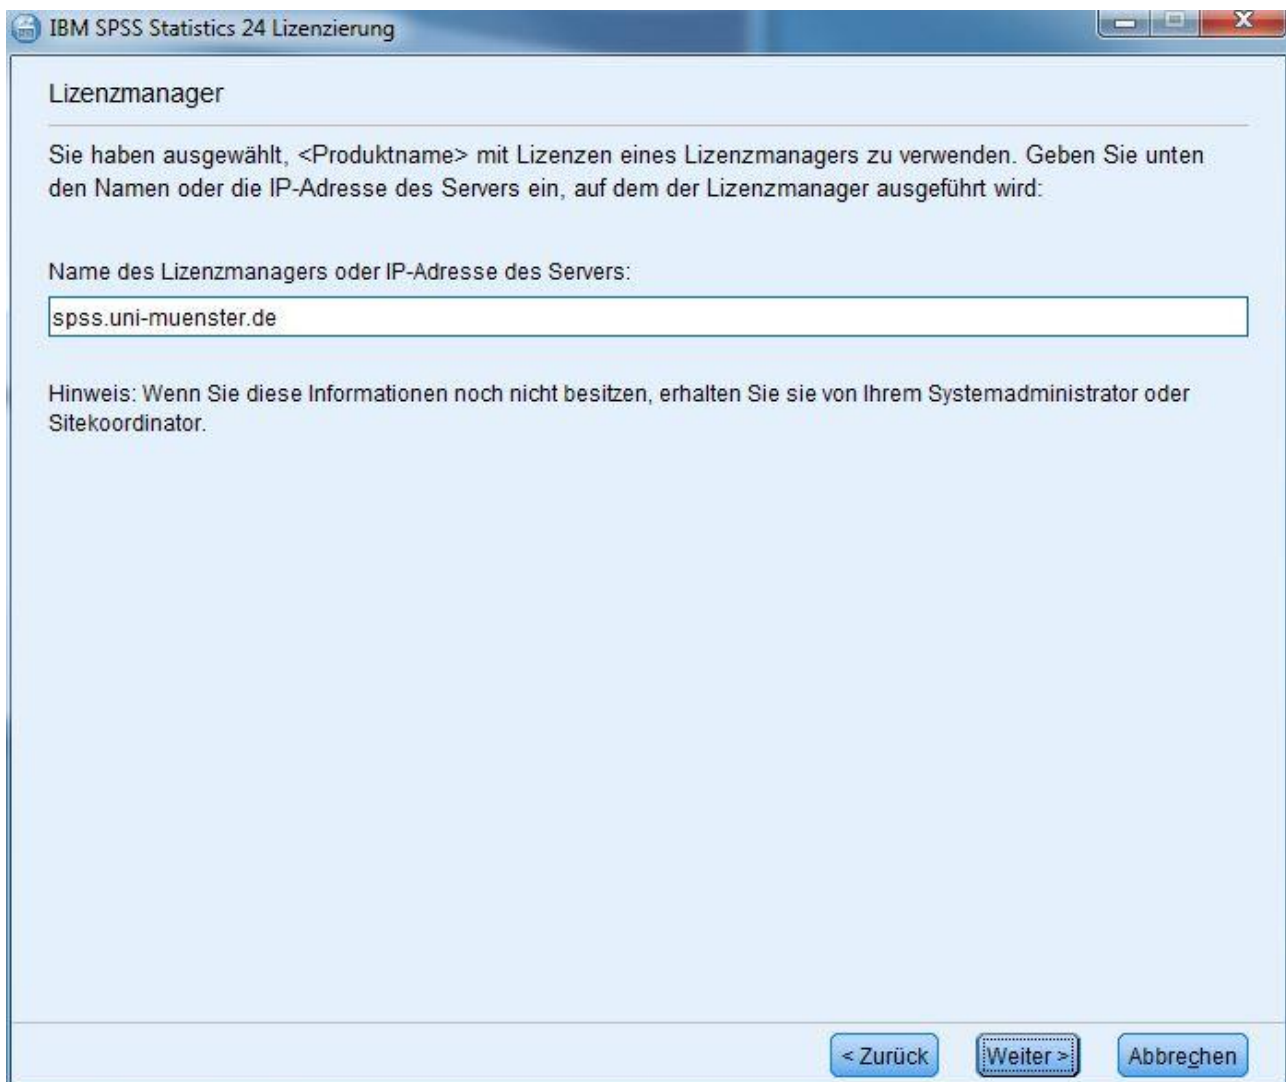 IBM SPSS Statistics 24 Lizenzierung
Lizenzmanager
Sie haben ausgewählt, <Produktname> mit Lizenzen eines Lizenzmanagers zu verwenden. Geben Sie unten
den Namen oder die IP-Adresse des Servers ein, auf dem der Lizenzmanager ausgeführt wird:
Name des Lizenzmanagers oder IP-Adresse des Servers:
spss.uni-muenster.de
Hinweis: Wenn Sie diese Informationen noch nicht besitzen, erhalten Sie sie von Ihrem Systemadministrator oder
Sitekoordinator.
< Zurück
Weiter >
Abbrechen